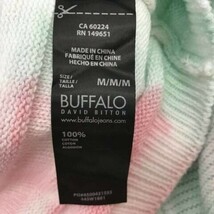 CA 60224
RN 149651
MADE IN CHINA
FABRIQUÉ EN CHINE
HECHO EN CHINA
SIZE/
TAILLE/
TALLA
M/M/M
BUFFALO
DAVID BITTON
www.buffalojeans.com
100%
COTTON
COTON